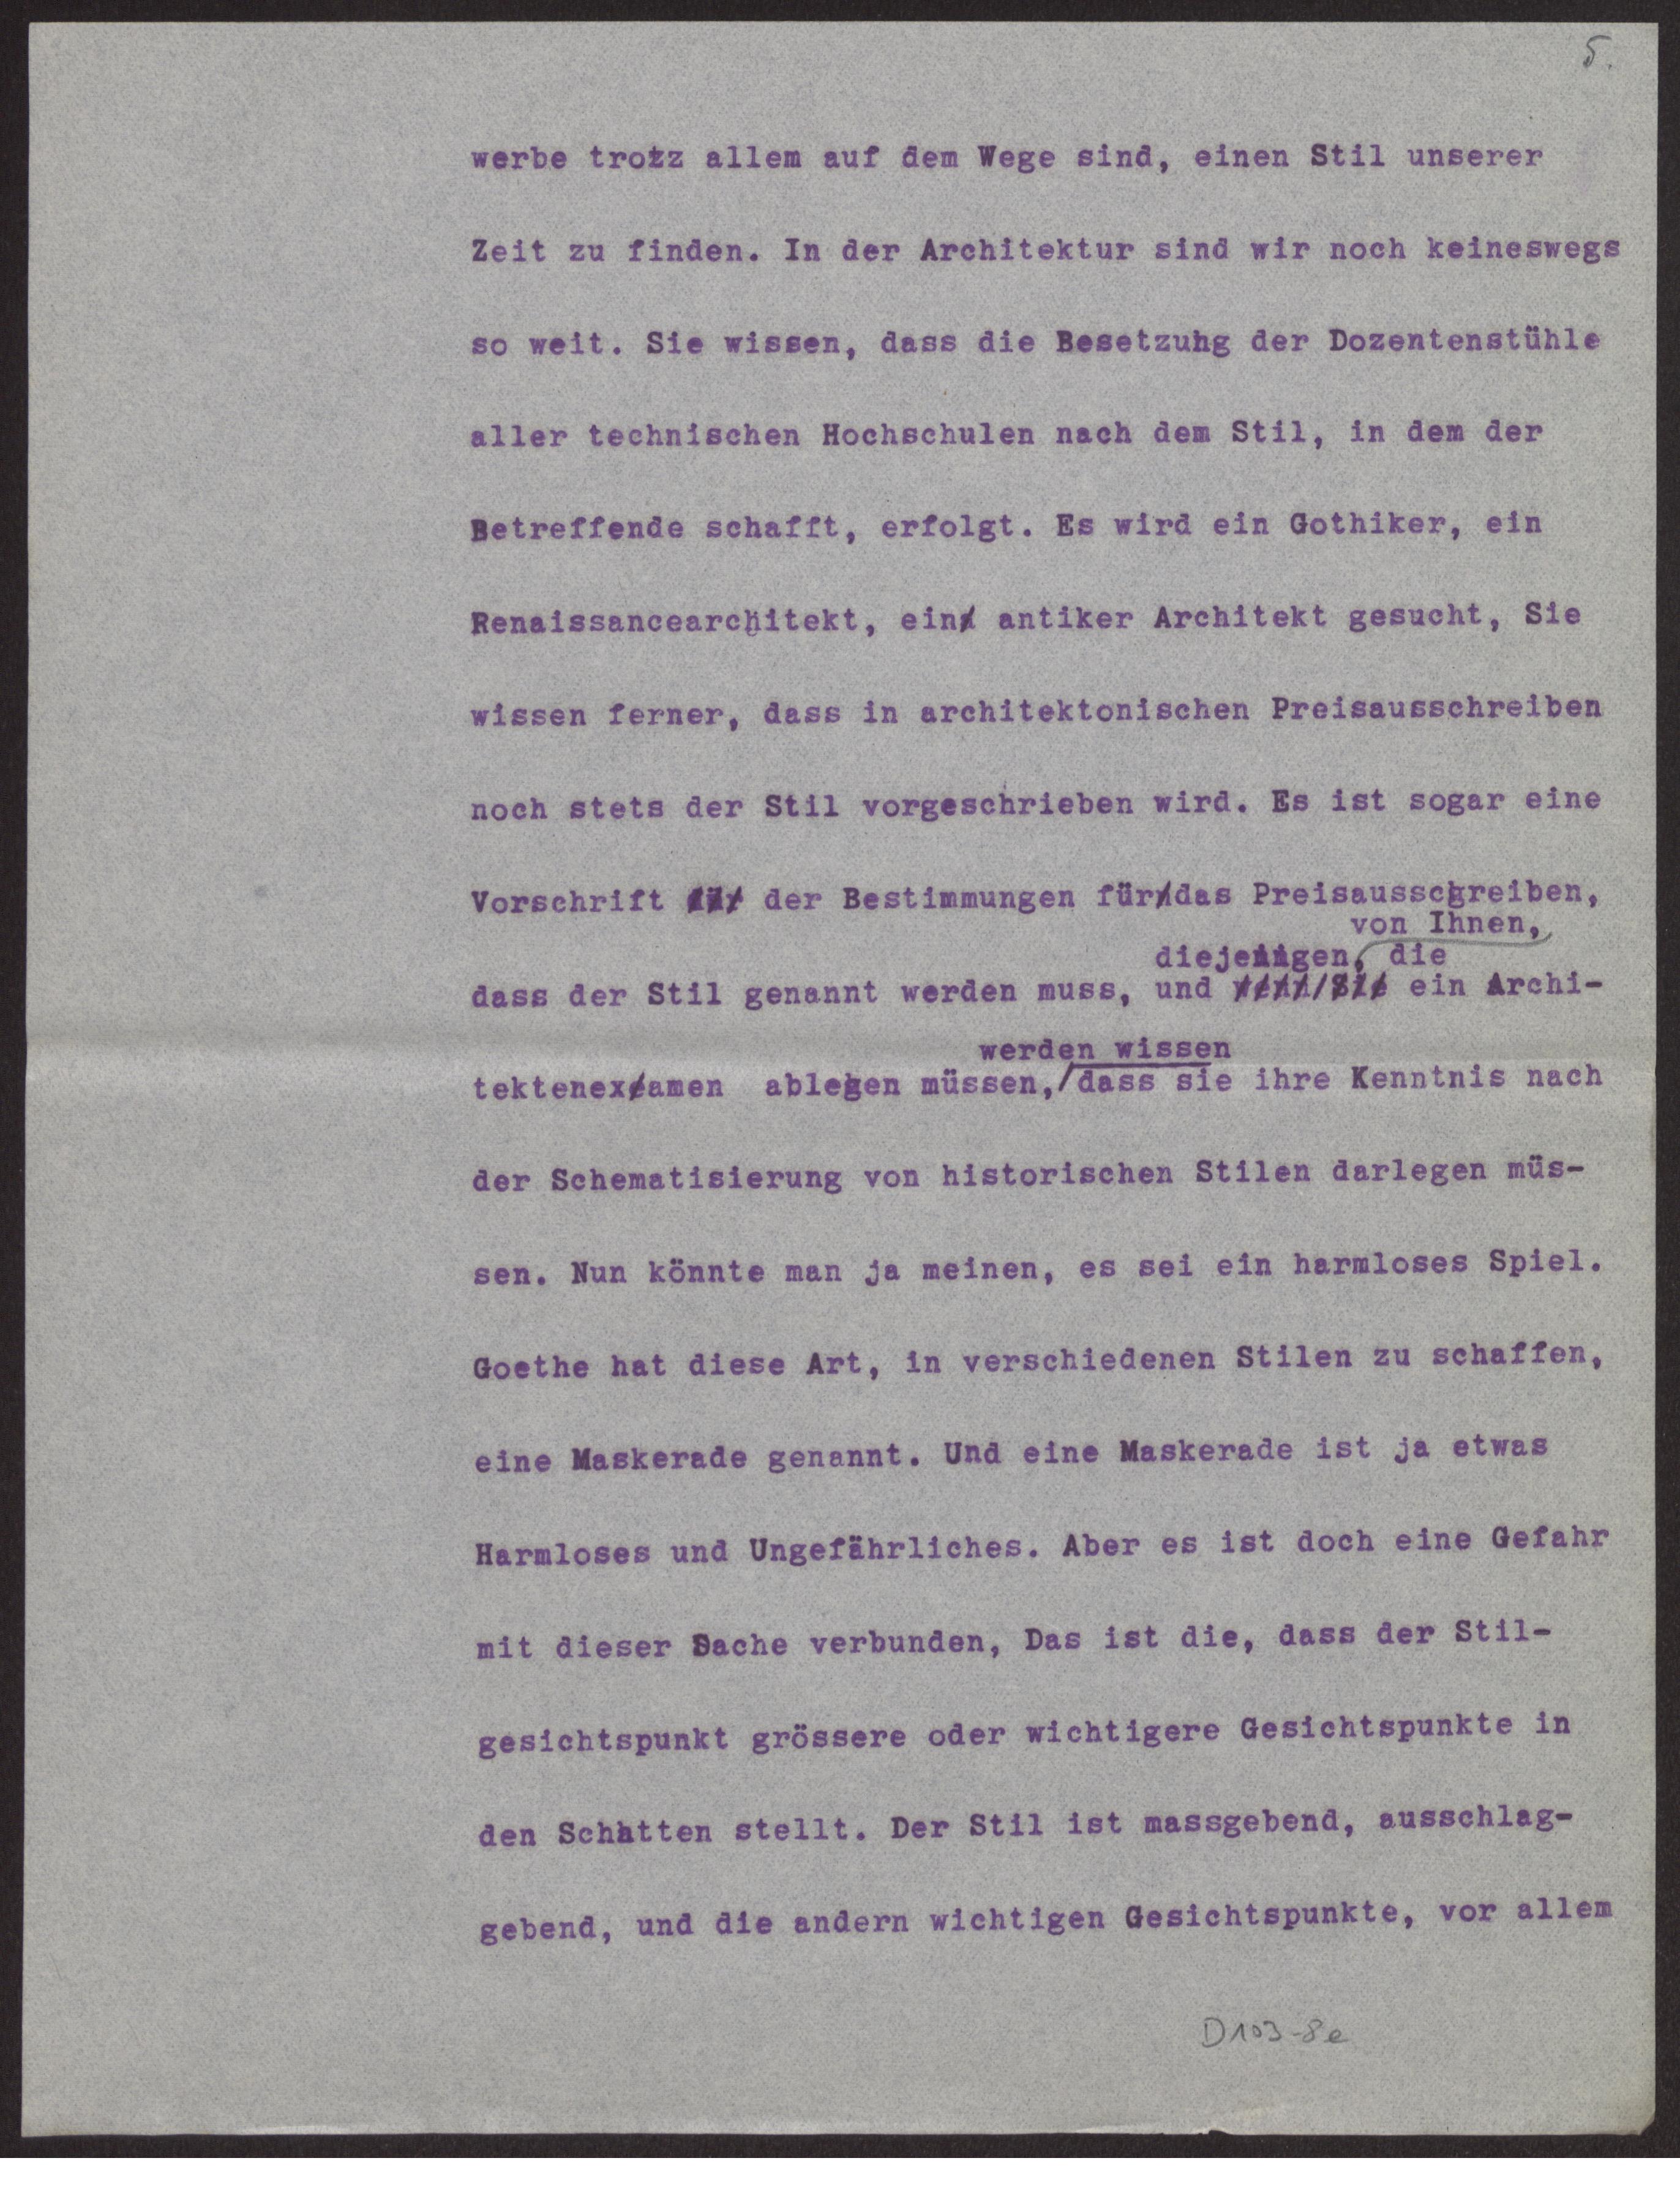 5.
werbe trotz allem auf dem Wege sind, einen Stil unserer
Zeit zu finden. In der Architektur sind wir noch keineswegs
so weit. Sie wissen, dass die Besetzung der Dozentenstühle
aller technischen Hochschulen nach dem Stil, in dem der
Betreffende schafft, erfolgt. Es wird ein Gothiker, ein
Renaissancearchitekt, ein antiker Architekt gesucht, Sie
wissen ferner, dass in architektonischen Preisausschreiben
noch stets der Stil vorgeschrieben wird. Es ist sogar eine
Vorschrift der Bestimmungen für das Preisausschreiben,
von Ihnen,
diejenigen, die
dass der Stil genannt werden muss, und wenn Sie ein Archi-
werden wissen
tektenexamen ablegen müssen, dass sie ihre Kenntnis nach
der Schematisierung von historischen Stilen darlegen müs-
sen. Nun könnte man ja meinen, es sei ein harmloses Spiel.
Goethe hat diese Art, in verschiedenen Stilen zu schaffen,
eine Maskerade genannt. Und eine Maskerade ist ja etwas
Harmloses und Ungefährliches. Aber es ist doch eine Gefahr
mit dieser Sache verbunden, Das ist die, dass der Stil-
gesichtspunkt grössere oder wichtigere Gesichtspunkte in
den Schatten stellt. Der Stil ist massgebend, ausschlag-
gebend, und die andern wichtigen Gesichtspunkte, vor allem
D103-8e